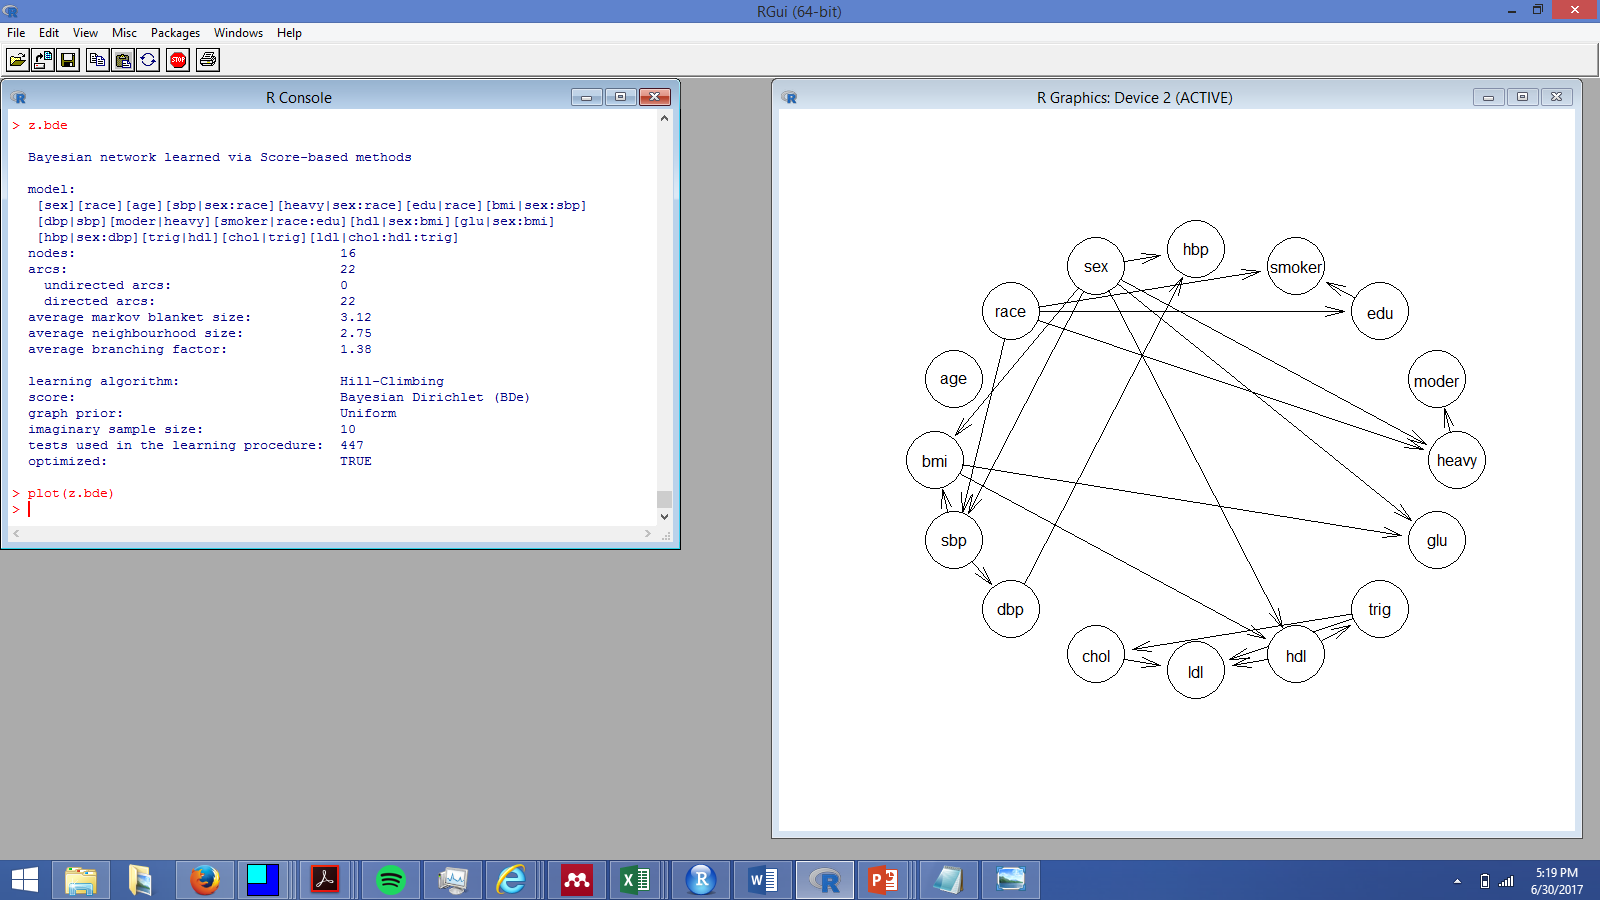 RGui (64-bit)
File Edit View Misc Packages Windows Help
STOP
R Console
> z.bde
Bayesian network learned via Score-based methods
model:
[sex][race][age][sbp|sex:race][heavy|sex:race][edu|race][bmi|sex:sbp]
[dbp|sbp][moder|heavy][smoker|race:edu][hdl|sex:bmi][glu|sex:bmi]
[hbp|sex:dbp][trig|hdl][chol|trig][ldl|chol:hdl:trig]
nodes: 16
arcs: 22
undirected arcs: 0
directed arcs: 22
average markov blanket size: 3.12
average neighbourhood size: 2.75
average branching factor: 1.38
learning algorithm: Hill-Climbing
score: Bayesian Dirichlet (BDe)
graph prior: Uniform
imaginary sample size: 10
tests used in the learning procedure: 447
optimized: TRUE
> plot(z.bde)
>
R Graphics: Device 2 (ACTIVE)
hbp
sex
smoker
race
edu
age
moder
bmi
heavy
sbp
glu
dbp
trig
chol
ldl
hdl
5:19 PM
6/30/2017